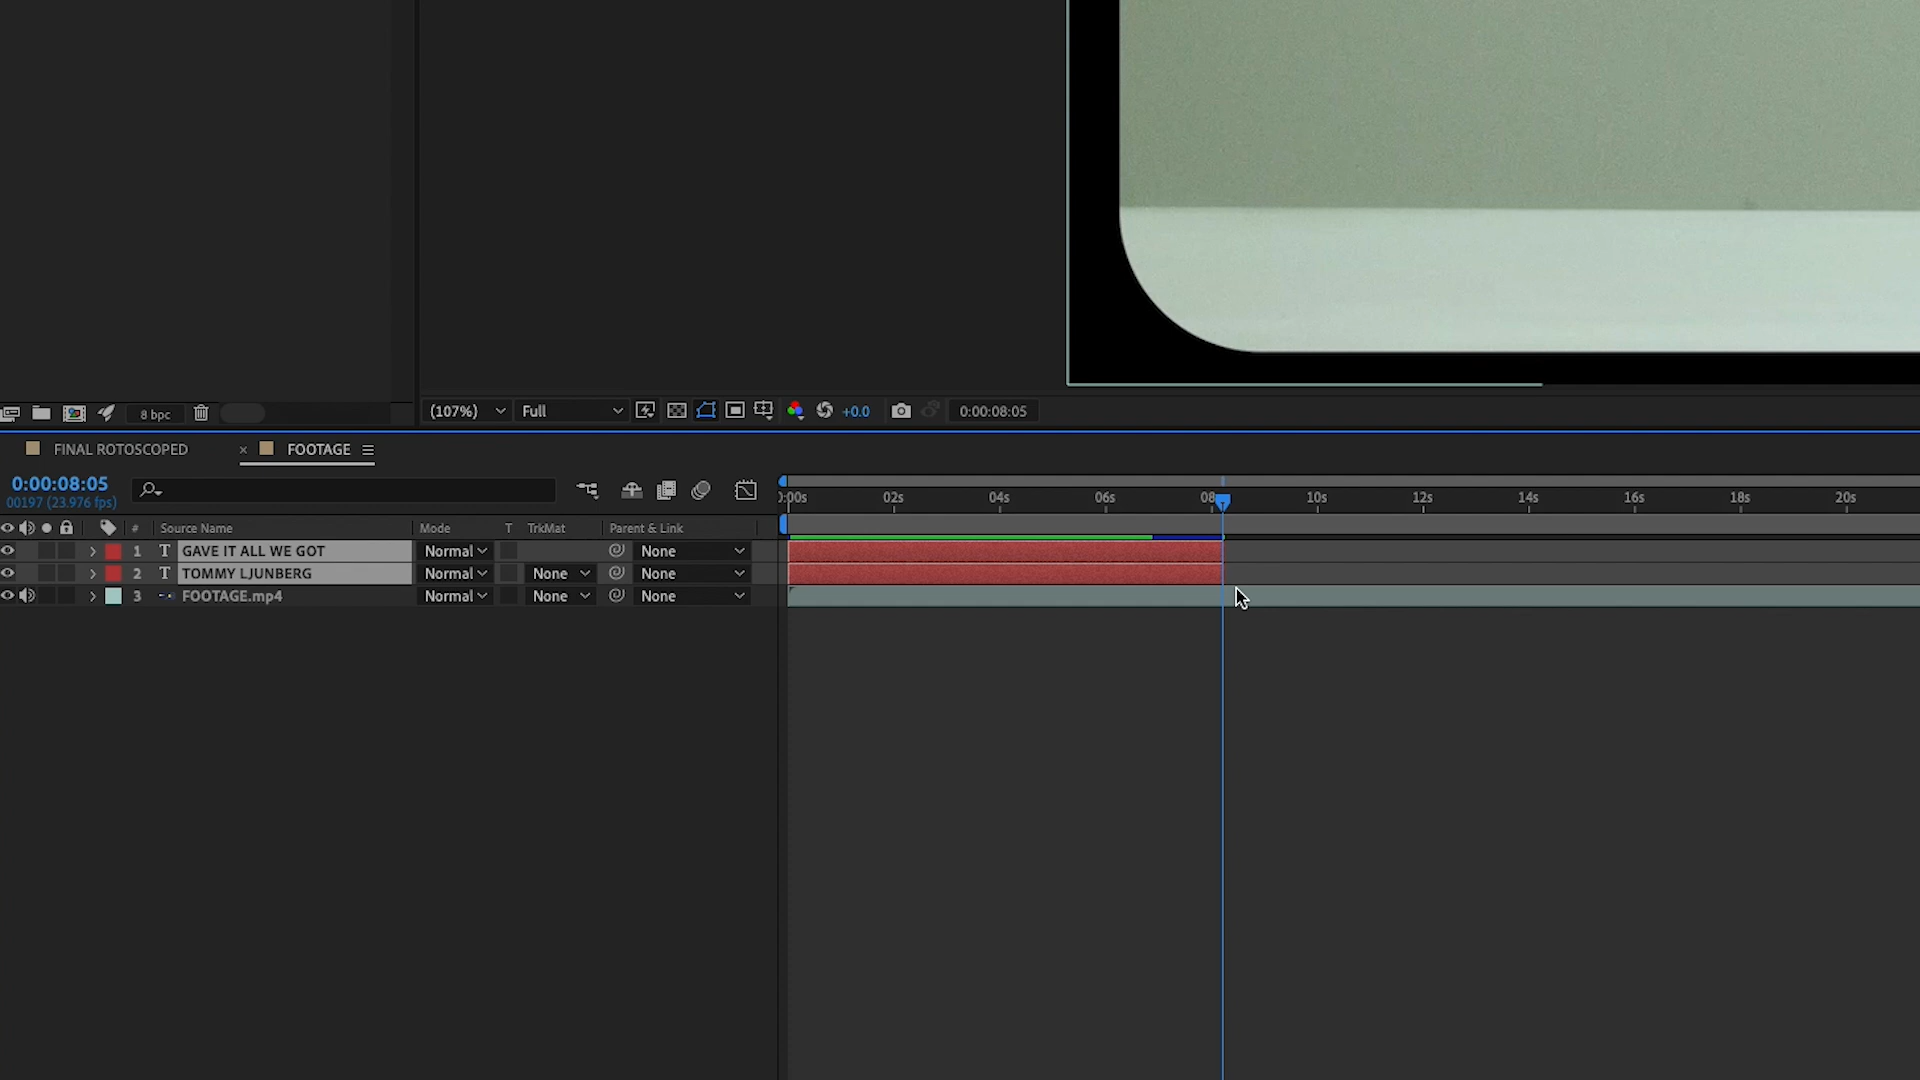 8 bpc
(107%) Full +0.0 0:00:08:05
FINAL ROTOSCOPED × FOOTAGE
0:00:08:05
00197 (23.976 fps)
:00s 02s 04s 06s 08 10s 12s 14s 16s 18s 20s
# Source Name Mode T TrkMat Parent & Link
1 T GAVE IT ALL WE GOT Normal None
2 T TOMMY LJUNBERG Normal None None
3 FOOTAGE.mp4 Normal None None